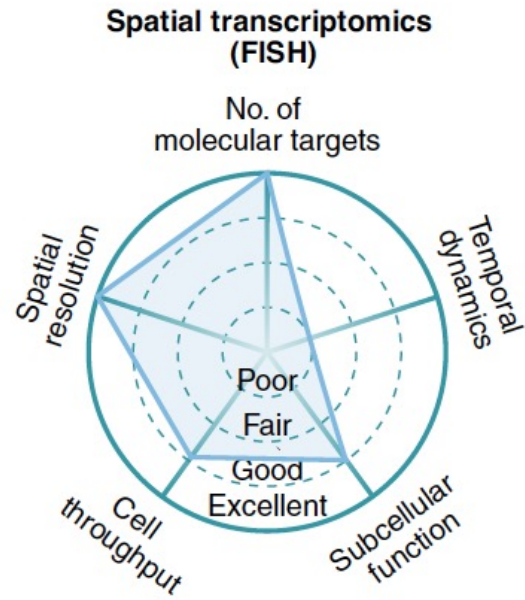 Spatial transcriptomics
(FISH)
No. of
molecular targets
Spatial
resolution
Temporal
dynamics
Poor
Fair
Good
Excellent
Cell
throughput
Subcellular
function